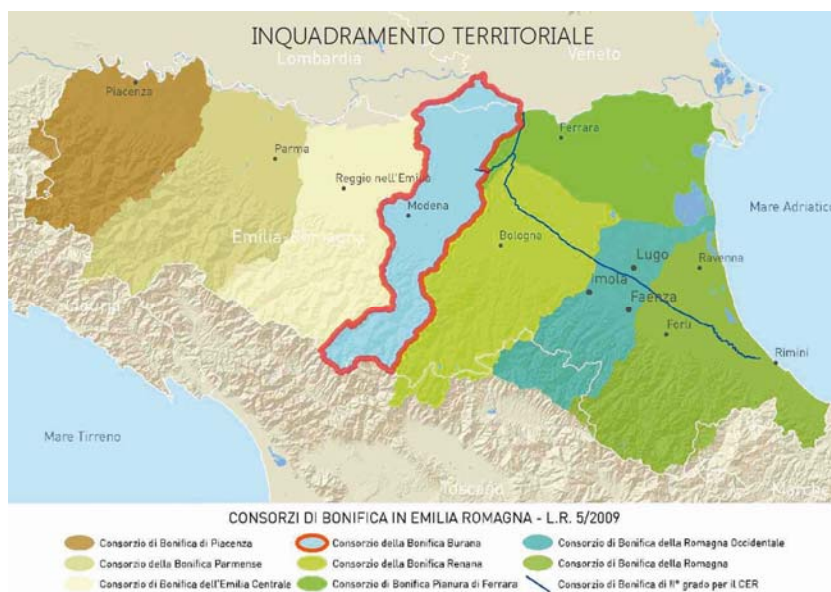 INQUADRAMENTO TERRITORIALE
Lombardia
Veneto
Piacenza
Ferrara
Parma
Reggio nell'Emilia
Modena
Mare Adriatico
Emilia-Romagna
Bologna
Lugo
Ravenna
Imola
Faenza
Liguria
Forlì
Rimini
Mare Tirreno
Toscana
Marche
CONSORZI DI BONIFICA IN EMILIA ROMAGNA - L.R. 5/2009
Consorzio di Bonifica di Piacenza
Consorzio della Bonifica Burana
Consorzio di Bonifica della Romagna Occidentale
Consorzio della Bonifica Parmense
Consorzio della Bonifica Renana
Consorzio di Bonifica della Romagna
Consorzio di Bonifica dell'Emilia Centrale
Consorzio di Bonifica Pianura di Ferrara
Consorzio di Bonifica di II° grado per il CER